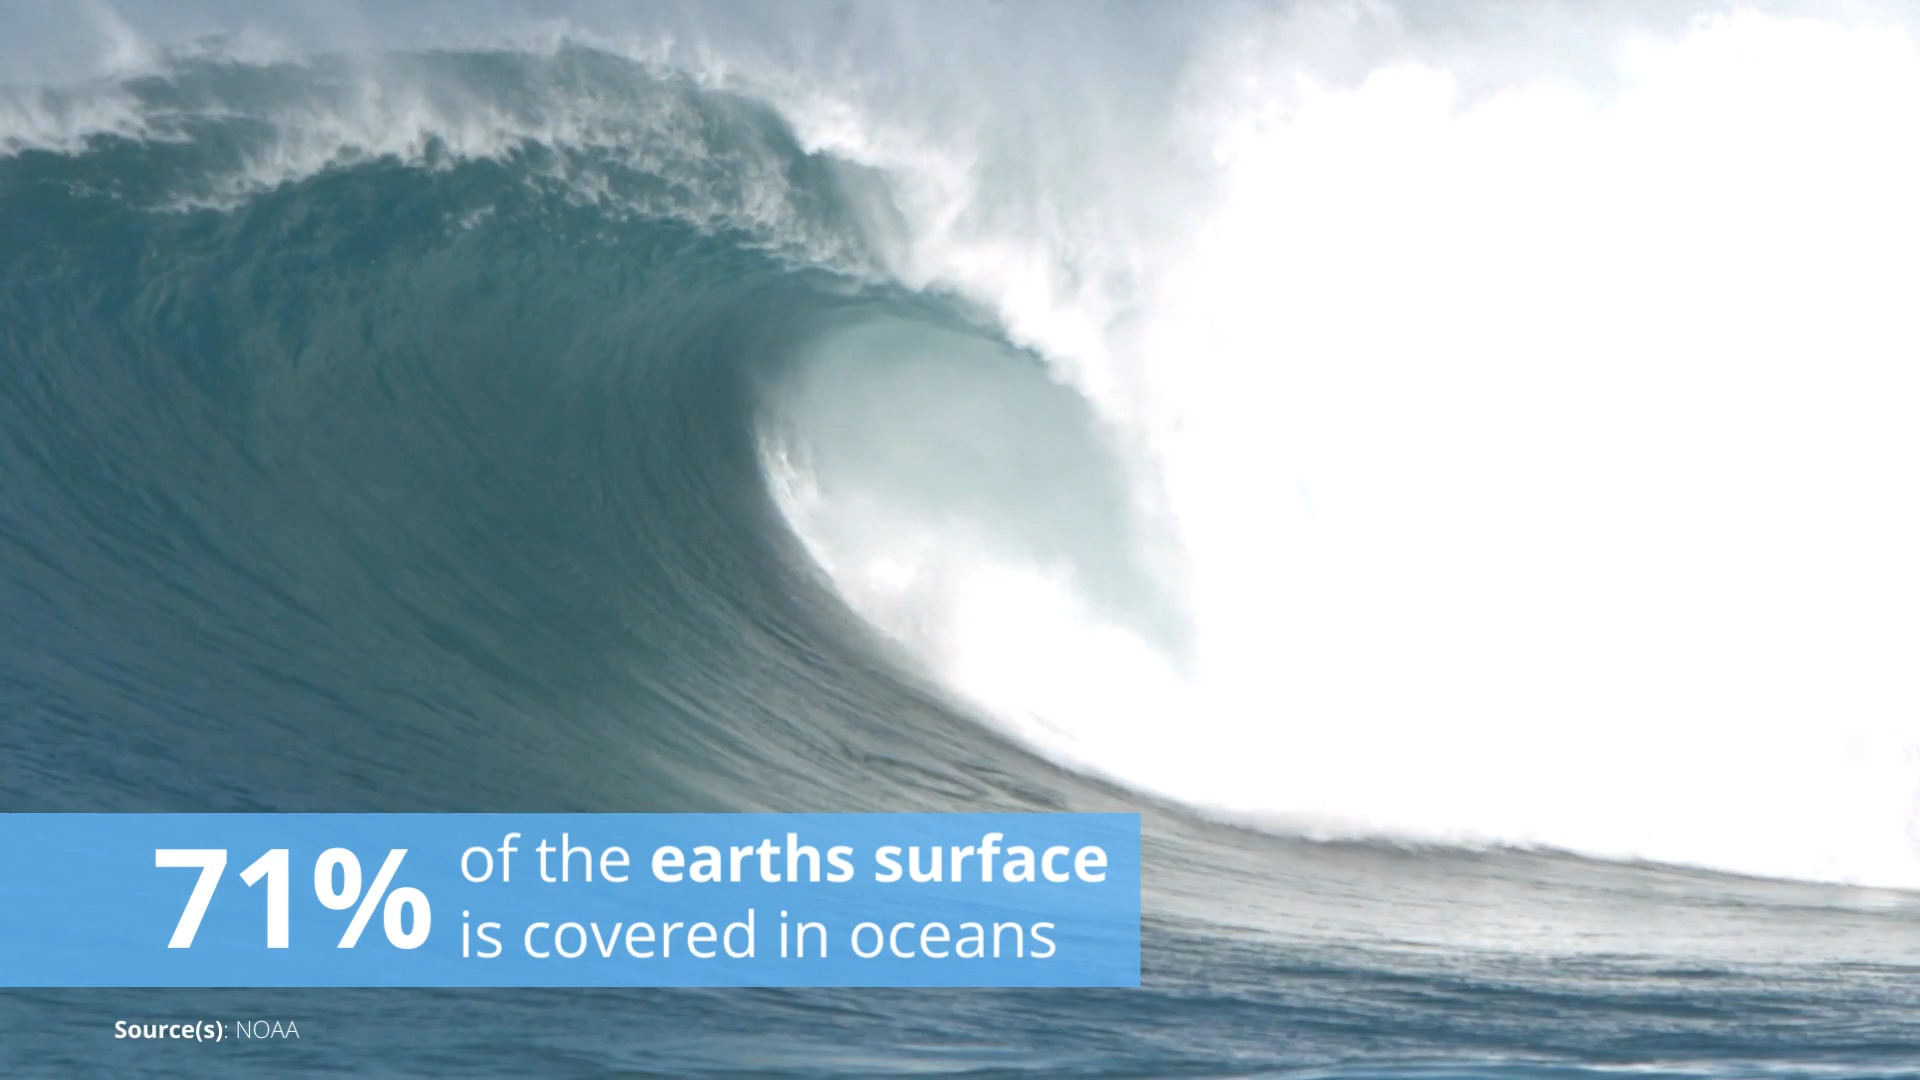 71% of the earths surface
is covered in oceans
Source(s): NOAA